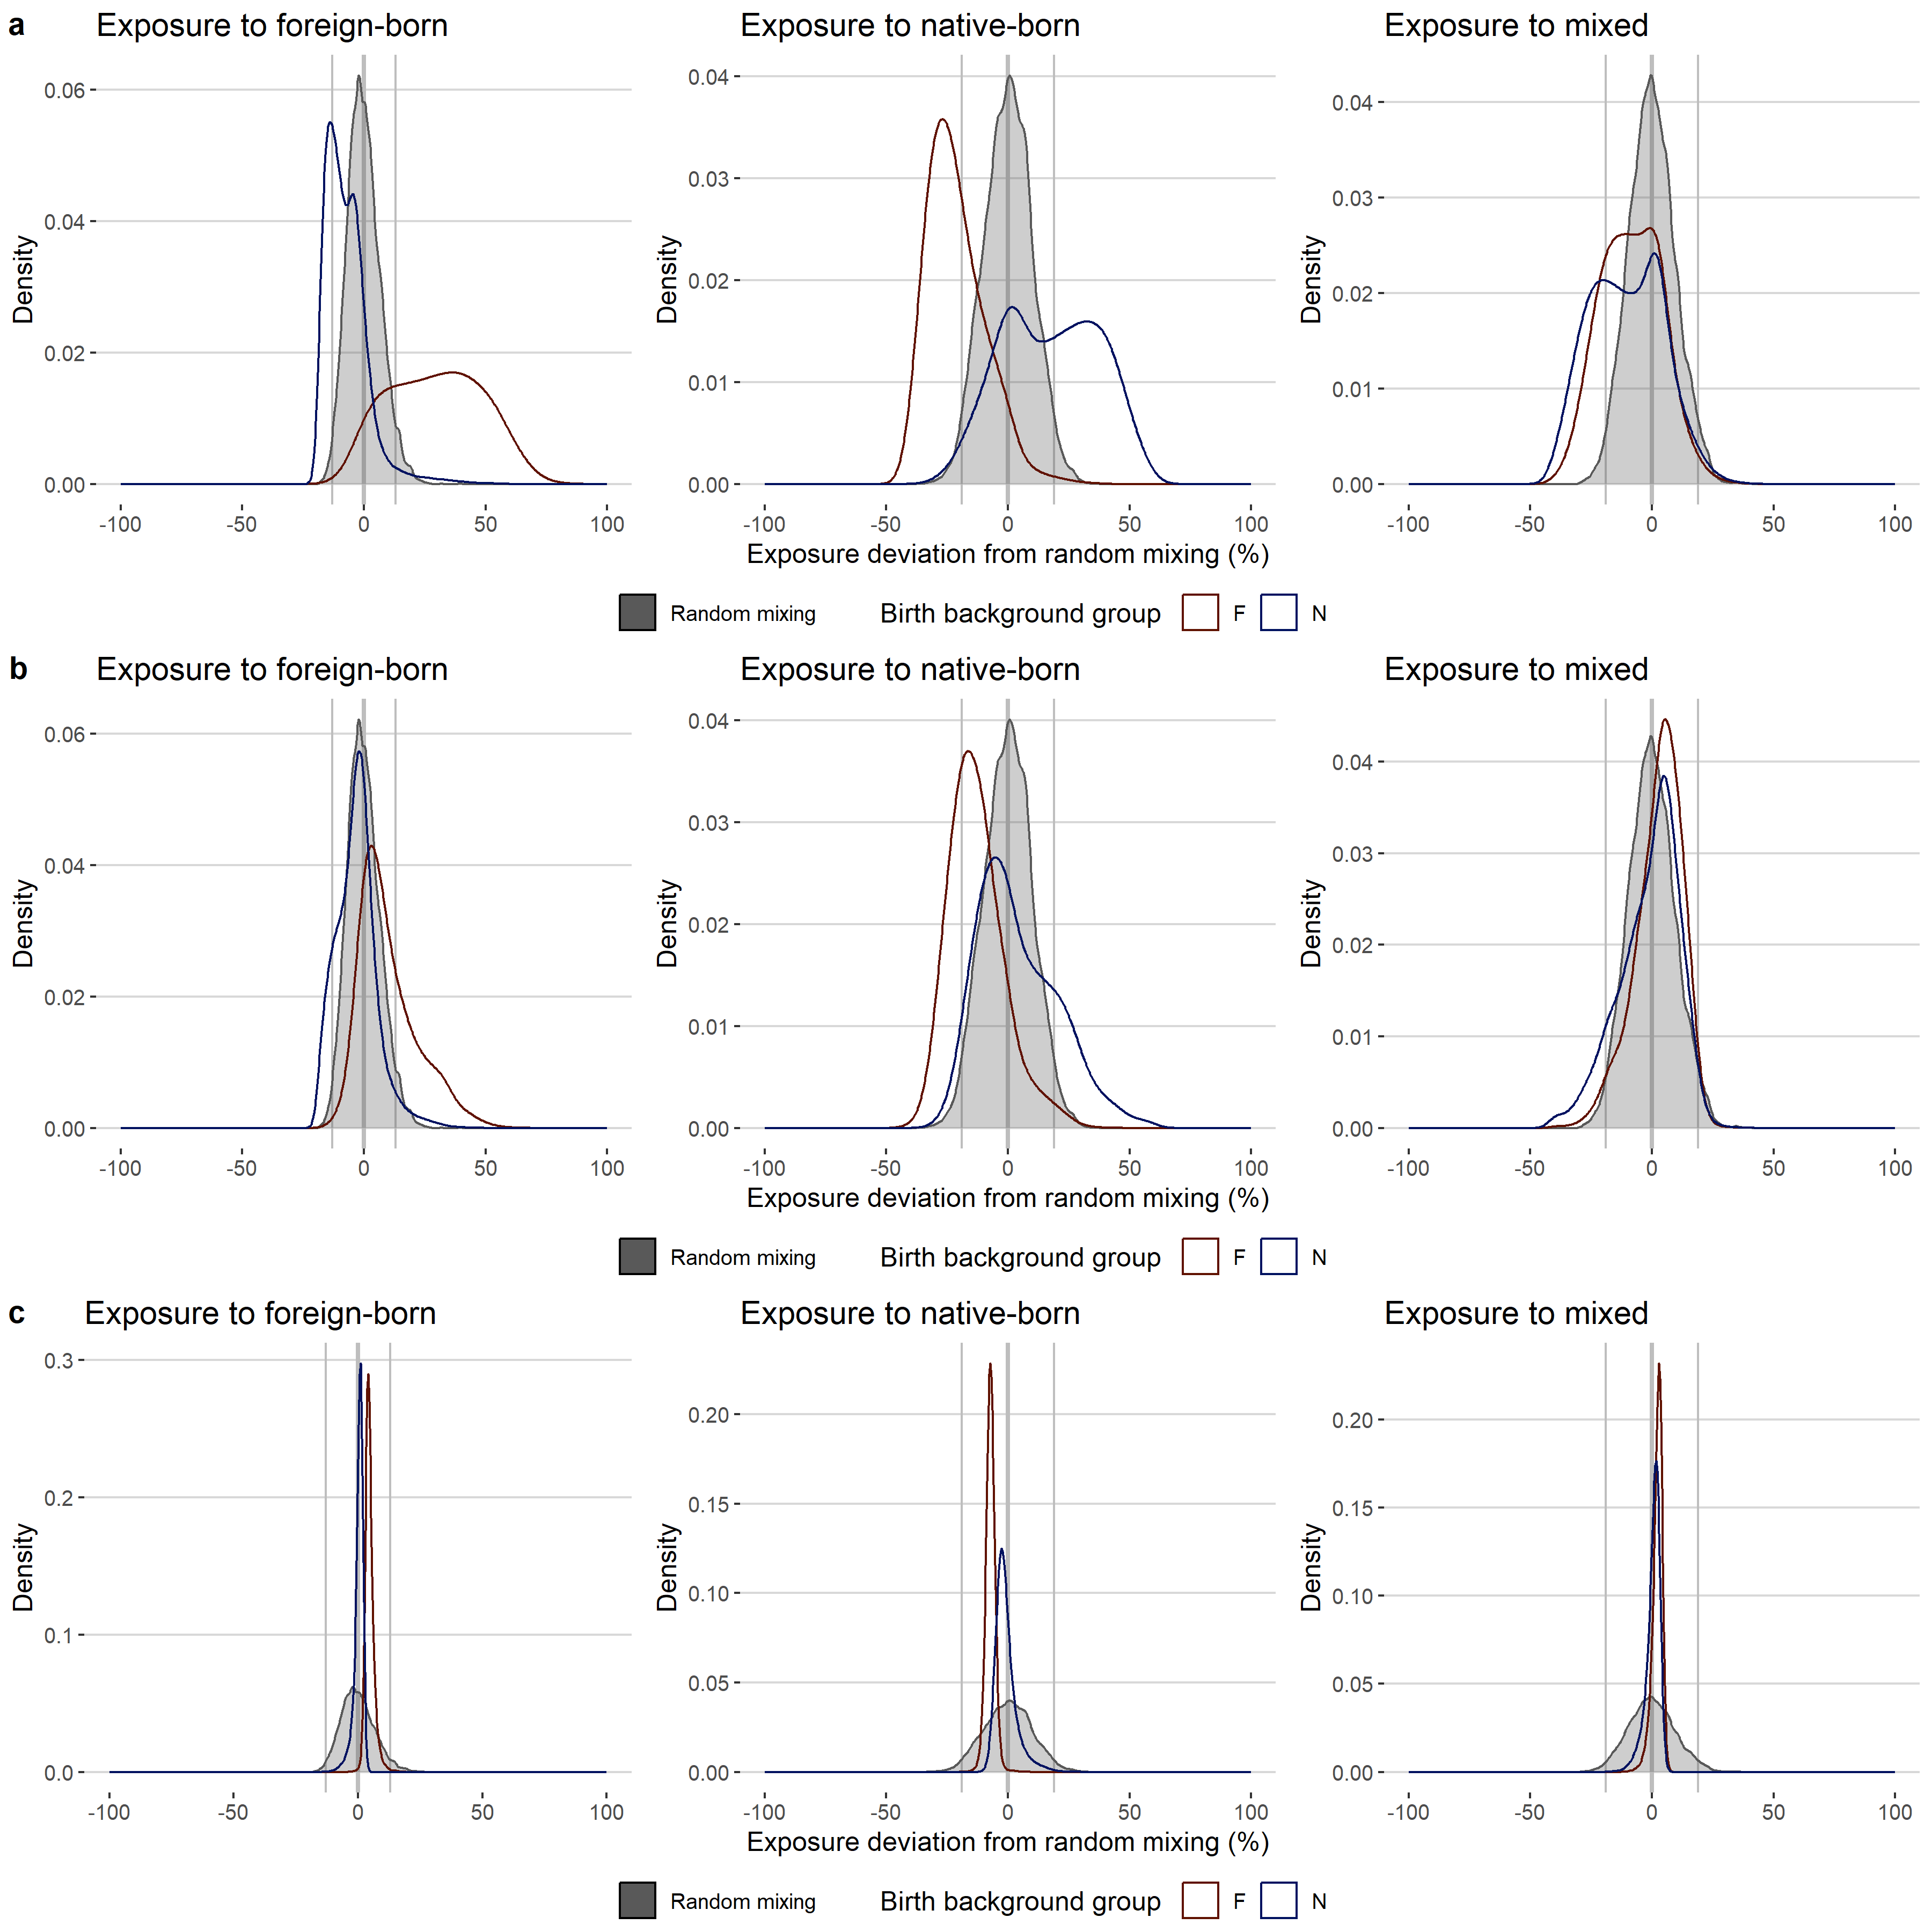 a
Exposure to foreign-born
Exposure to native-born
Exposure to mixed
Density
0.06
0.04
0.02
0.00
-100 -50 0 50 100
Density
0.04
0.03
0.02
0.01
0.00
-100 -50 0 50 100
Exposure deviation from random mixing (%)
Density
0.04
0.03
0.02
0.01
0.00
-100 -50 0 50 100
Random mixing Birth background group F N
b
Exposure to foreign-born
Exposure to native-born
Exposure to mixed
Density
0.06
0.04
0.02
0.00
-100 -50 0 50 100
Density
0.04
0.03
0.02
0.01
0.00
-100 -50 0 50 100
Exposure deviation from random mixing (%)
Density
0.04
0.03
0.02
0.01
0.00
-100 -50 0 50 100
Random mixing Birth background group F N
c
Exposure to foreign-born
Exposure to native-born
Exposure to mixed
Density
0.3
0.2
0.1
0.0
-100 -50 0 50 100
Density
0.20
0.15
0.10
0.05
0.00
-100 -50 0 50 100
Exposure deviation from random mixing (%)
Density
0.20
0.15
0.10
0.05
0.00
-100 -50 0 50 100
Random mixing Birth background group F N